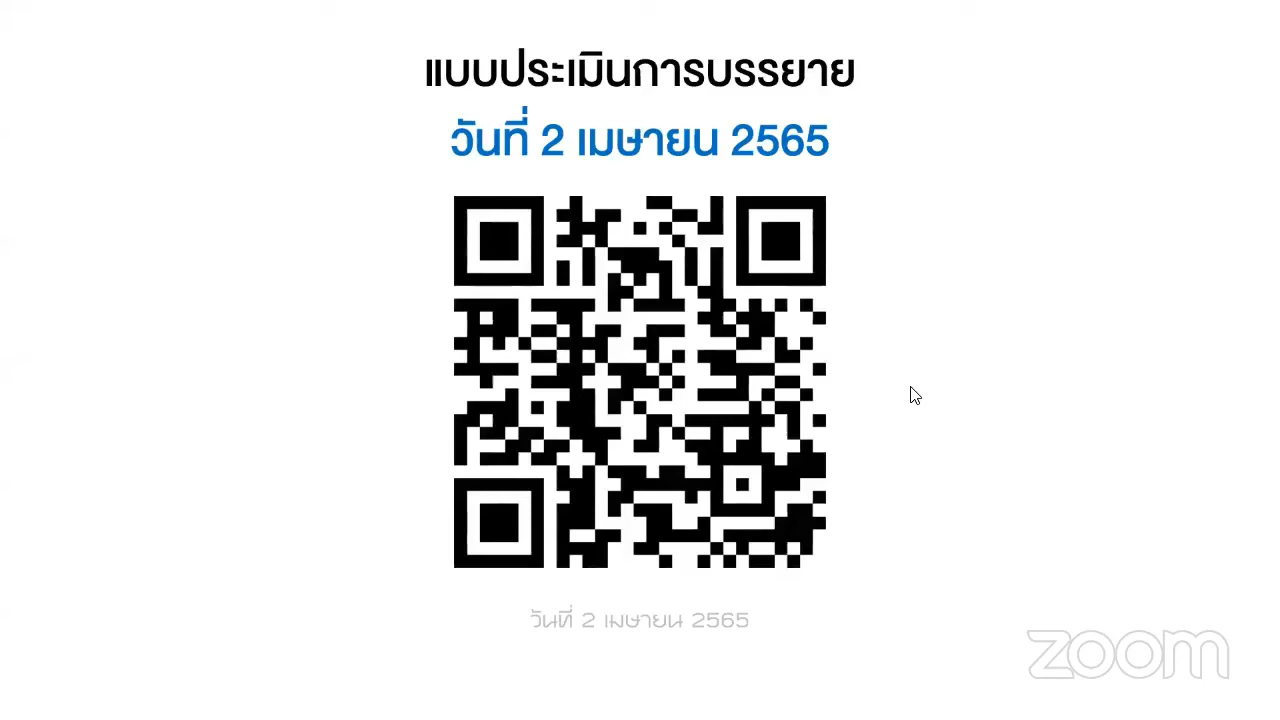 แบบประเมินการบรรยาย
วันที่ 2 เมษายน 2565
วันที่ 2 เมษายน 2565
zoom